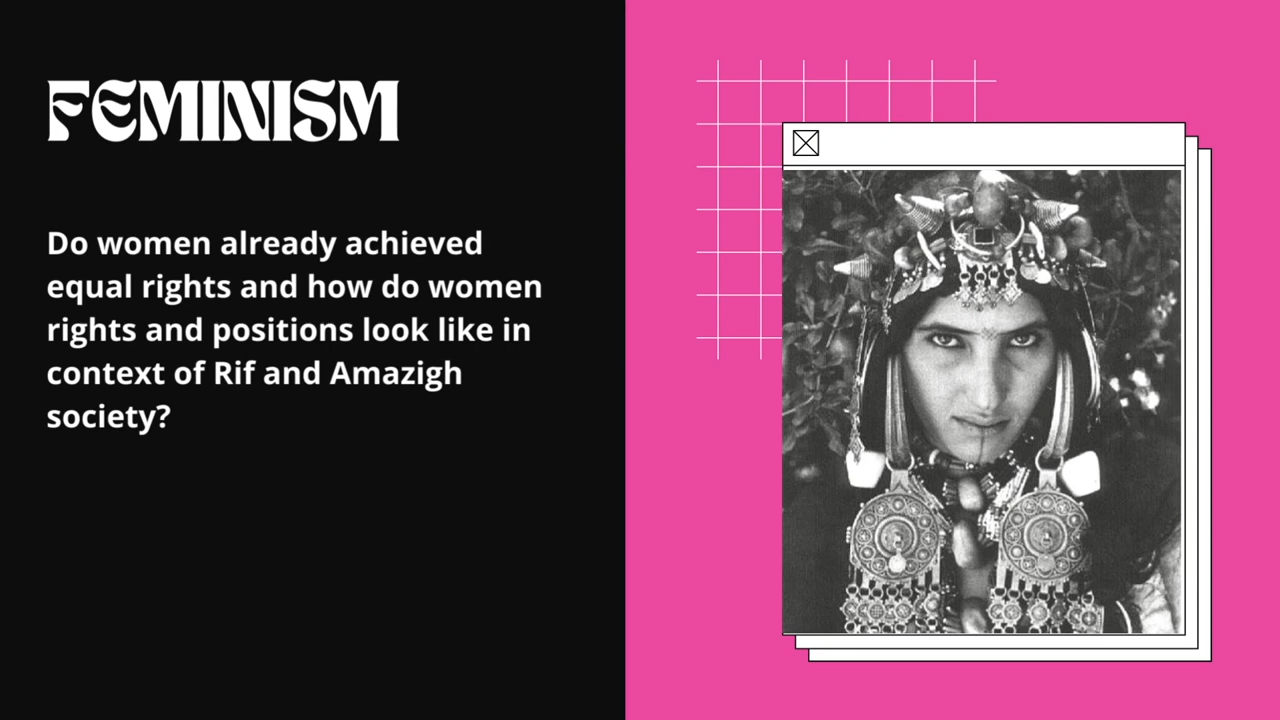 FEMINISM
Do women already achieved
equal rights and how do women
rights and positions look like in
context of Rif and Amazigh
society?